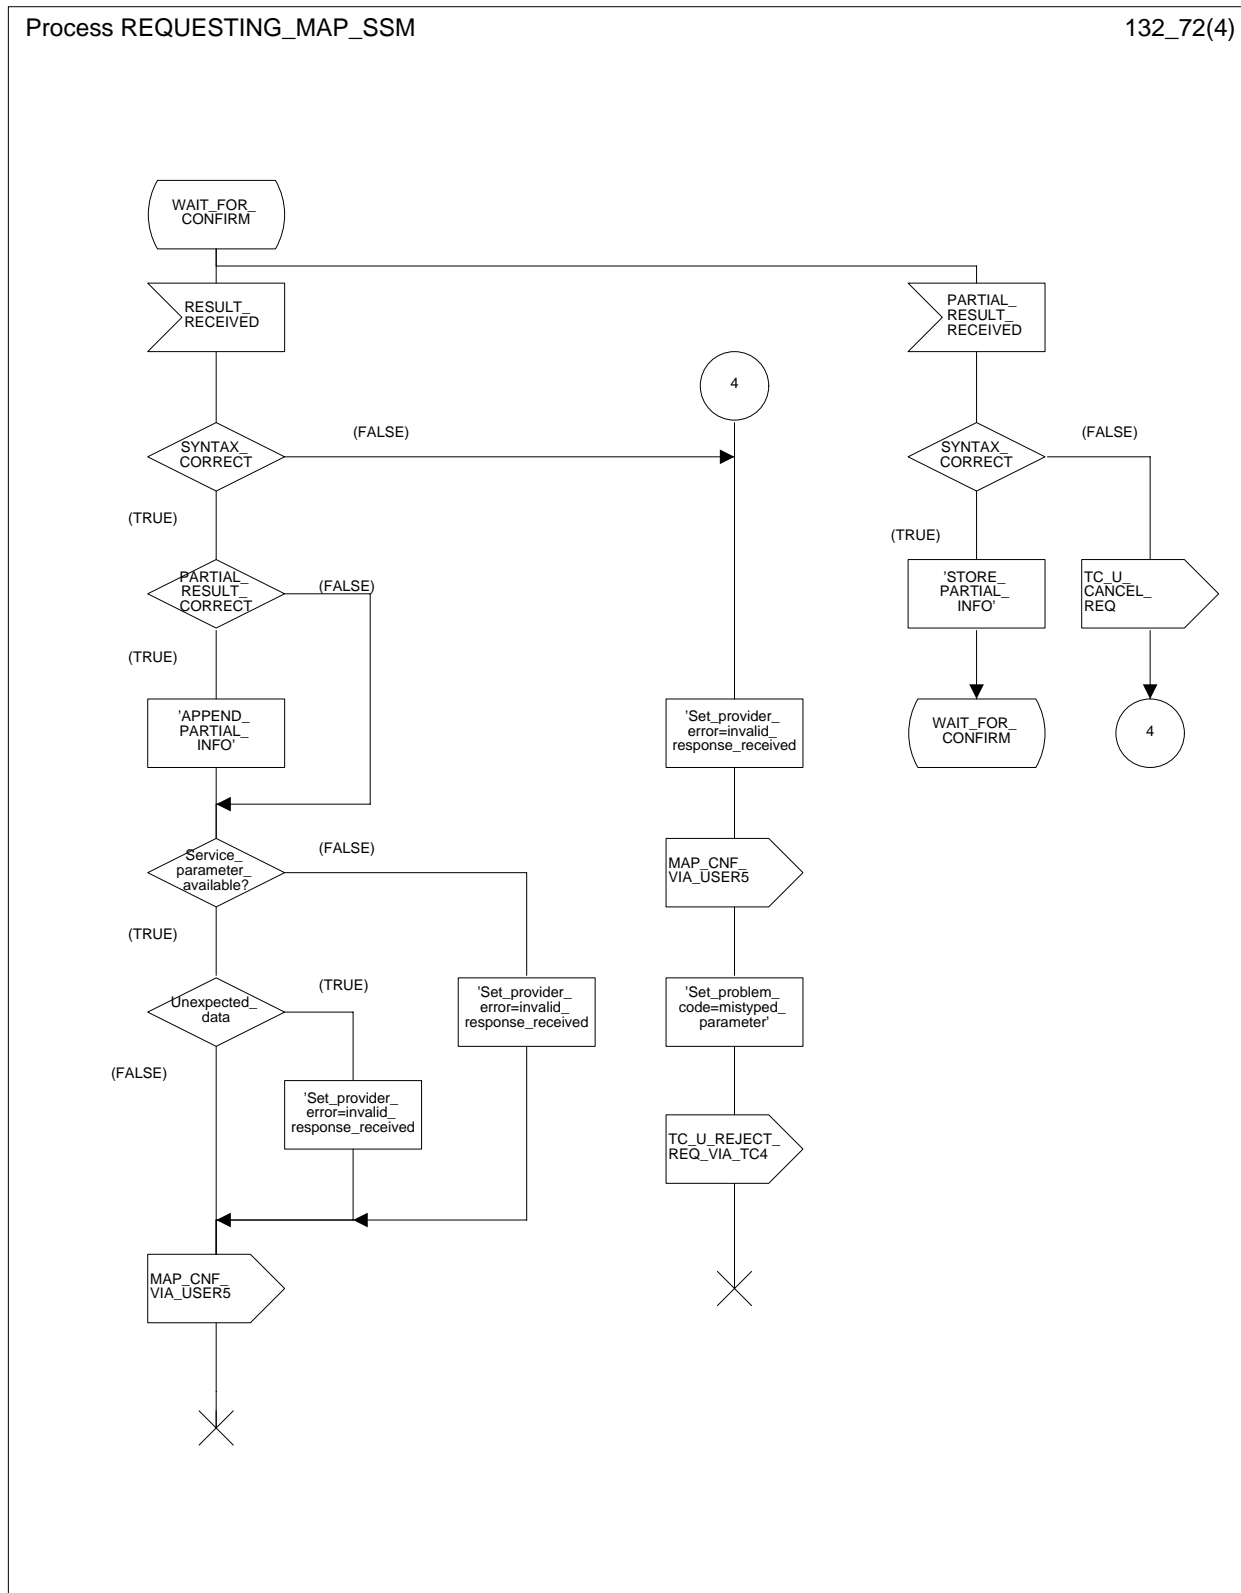 Process REQUESTING_MAP_SSM
132_72(4)
WAIT_FOR_
CONFIRM
RESULT_
RECEIVED
PARTIAL_
RESULT_
RECEIVED
4
SYNTAX_
CORRECT
(FALSE)
SYNTAX_
CORRECT
(FALSE)
(TRUE)
(TRUE)
PARTIAL_
RESULT_
CORRECT
(FALSE)
'STORE_
PARTIAL_
INFO'
TC_U_
CANCEL_
REQ
(TRUE)
'APPEND_
PARTIAL_
INFO'
'Set_provider_
error=invalid_
response_received
WAIT_FOR_
CONFIRM
4
Service_
parameter_
available?
(FALSE)
MAP_CNF_
VIA_USER5
(TRUE)
Unexpected_
data
(TRUE)
'Set_provider_
error=invalid_
response_received
'Set_problem_
code=mistyped_
parameter'
(FALSE)
'Set_provider_
error=invalid_
response_received
TC_U_REJECT_
REQ_VIA_TC4
MAP_CNF_
VIA_USER5